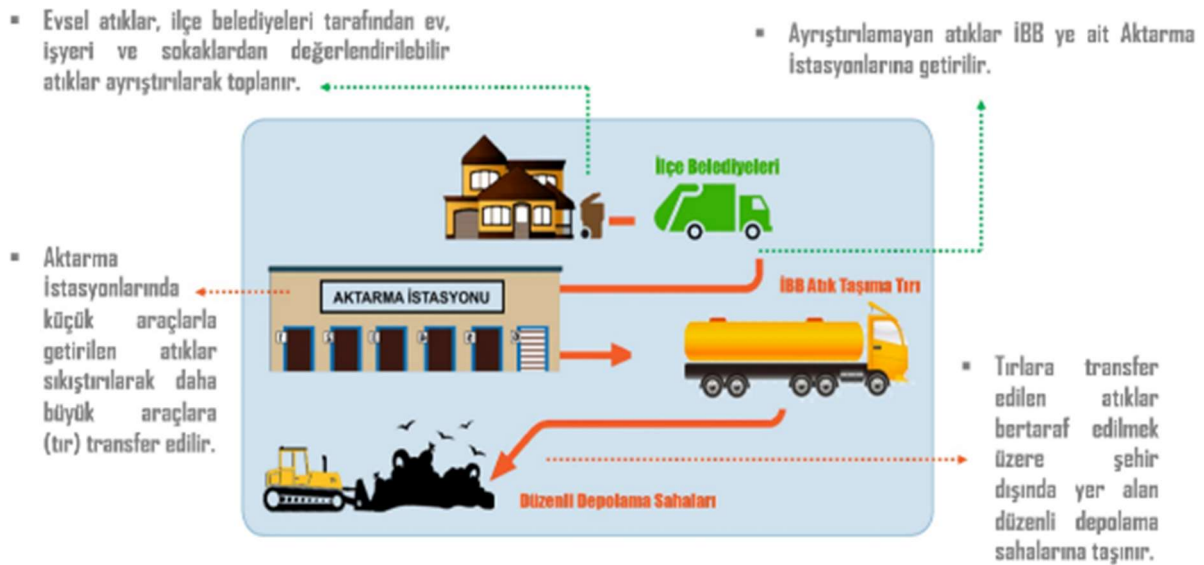 ▪ Evsel atıklar, ilçe belediyeleri tarafından ev,
işyeri ve sokaklardan değerlendirilebilir
atıklar ayrıştırılarak toplanır.
▪ Ayrıştırılamayan atıklar İBB ye ait Aktarma
İstasyonlarına getirilir.
İlçe Belediyeleri
▪ Aktarma
İstasyonlarında
küçük araçlarla
getirilen atıklar
sıkıştırılarak daha
büyük araçlara
(tır) transfer edilir.
AKTARMA İSTASYONU
İBB Atık Taşıma Tırı
▪ Tırlara transfer
edilen atıklar
bertaraf edilmek
üzere şehir
dışında yer alan
düzenli depolama
sahalarına taşınır.
Düzenli Depolama Sahaları